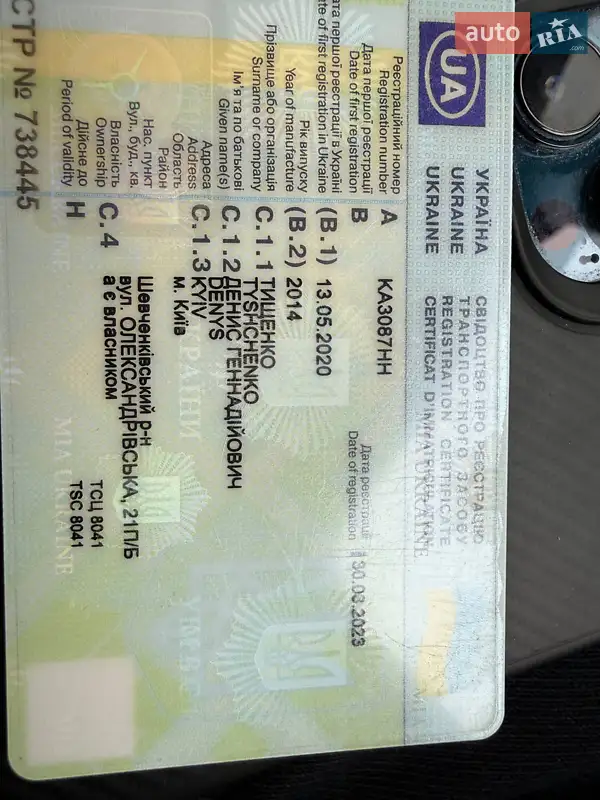 auto RIA .com
UA
УКРАЇНА
UKRAINE
UKRAINE
СВІДОЦТВО ПРО РЕЄСТРАЦІЮ
ТРАНСПОРТНОГО ЗАСОБУ
REGISTRATION CERTIFICATE
CERTIFICAT D'IMMATRICULATION
Реєстраційний номер A KA3087HH
Registration number
Дата першої реєстрації B Дата реєстрації 30.03.2023
Date of first registration Date of registration
Дата першої реєстрації в Україні (B.1) 13.05.2020
Date of first registration in Ukraine
Рік випуску (B.2) 2014
Year of manufacture
Прізвище або організація C.1.1 ТИЩЕНКО
Surname or company TYSHCHENKO
Ім'я та по батькові C.1.2 ДЕНИС ГЕННАДІЙОВИЧ
Given name(s) DENYS
Адреса C.1.3 KYIV
Address м. Київ
Область
Район
Нас. пункт Шевченківський р-н
Вул., буд., кв. вул. ОЛЕКСАНДРІВСЬКА, 21П/Б
Власність C.4 а є власником
Ownership
Дійсне до H ТСЦ 8041
Period of validity TSC 8041
СТР № 738445